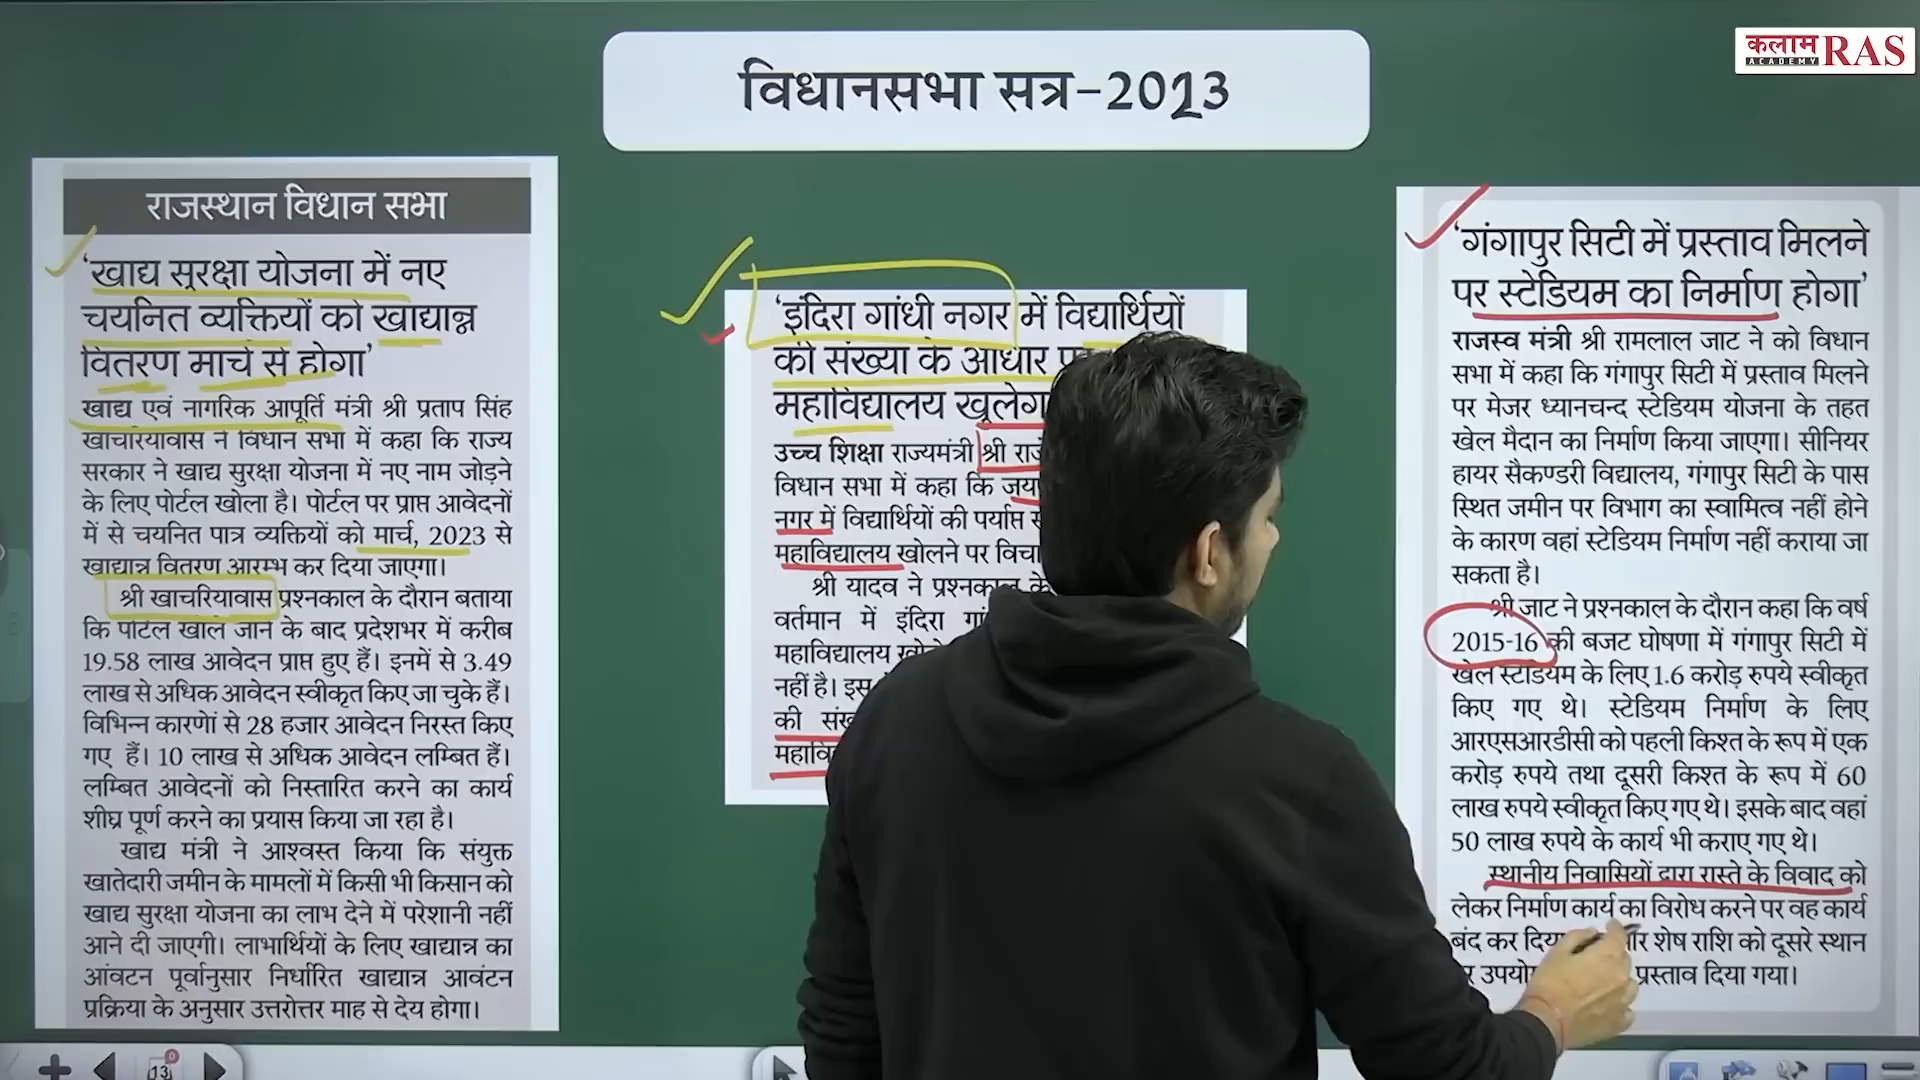 कलाम RAS
ACADEMY
विधानसभा सत्र-2023
राजस्थान विधान सभा
'खाद्य सुरक्षा योजना में नए
चयनित व्यक्तियों को खाद्यान्न
वितरण मार्च से होगा'
खाद्य एवं नागरिक आपूर्ति मंत्री श्री प्रताप सिंह
खाचरियावास ने विधान सभा में कहा कि राज्य
सरकार ने खाद्य सुरक्षा योजना में नए नाम जोड़ने
के लिए पोर्टल खोला है। पोर्टल पर प्राप्त आवेदनों
में से चयनित पात्र व्यक्तियों को मार्च, 2023 से
खाद्यान्न वितरण आरम्भ कर दिया जाएगा।
श्री खाचरियावास प्रश्नकाल के दौरान बताया
कि पोर्टल खोले जाने के बाद प्रदेशभर में करीब
19.58 लाख आवेदन प्राप्त हुए हैं। इनमें से 3.49
लाख से अधिक आवेदन स्वीकृत किए जा चुके हैं।
विभिन्न कारणों से 28 हजार आवेदन निरस्त किए
गए हैं। 10 लाख से अधिक आवेदन लम्बित हैं।
लम्बित आवेदनों को निस्तारित करने का कार्य
शीघ्र पूर्ण करने का प्रयास किया जा रहा है।
खाद्य मंत्री ने आश्वस्त किया कि संयुक्त
खातेदारी जमीन के मामलों में किसी भी किसान को
खाद्य सुरक्षा योजना का लाभ देने में परेशानी नहीं
आने दी जाएगी। लाभार्थियों के लिए खाद्यान्न का
आंवटन पूर्वानुसार निर्धारित खाद्यान्न आवंटन
प्रक्रिया के अनुसार उत्तरोत्तर माह से देय होगा।
'इंदिरा गांधी नगर में विद्यार्थियों
की संख्या के आधार
महाविद्यालय
उच्च शिक्षा राज्यमंत्री श्री
विधान सभा में कहा कि
नगर में विद्यार्थियों की पर्याप्त
महाविद्यालय खोलने पर
श्री यादव ने प्रश्नकाल के
वर्तमान में इंदिरा
महाविद्यालय
नहीं है।
की
'गंगापुर सिटी में प्रस्ताव मिलने
पर स्टेडियम का निर्माण होगा'
राजस्व मंत्री श्री रामलाल जाट ने को विधान
सभा में कहा कि गंगापुर सिटी में प्रस्ताव मिलने
पर मेजर ध्यानचन्द स्टेडियम योजना के तहत
खेल मैदान का निर्माण किया जाएगा। सीनियर
हायर सैकण्डरी विद्यालय, गंगापुर सिटी के पास
स्थित जमीन पर विभाग का स्वामित्व नहीं होने
के कारण वहां स्टेडियम निर्माण नहीं कराया जा
सकता है।
श्री जाट ने प्रश्नकाल के दौरान कहा कि वर्ष
2015-16 की बजट घोषणा में गंगापुर सिटी में
खेल स्टेडियम के लिए 1.6 करोड़ रुपये स्वीकृत
किए गए थे। स्टेडियम निर्माण के लिए
आरएसआरडीसी को पहली किश्त के रूप में एक
करोड़ रुपये तथा दूसरी किश्त के रूप में 60
लाख रुपये स्वीकृत किए गए थे। इसके बाद वहां
50 लाख रुपये के कार्य भी कराए गए थे।
स्थानीय निवासियों द्वारा रास्ते के विवाद को
लेकर निर्माण कार्य का विरोध करने पर वह कार्य
बंद कर शेष राशि को दूसरे स्थान
प्रस्ताव दिया गया।
13